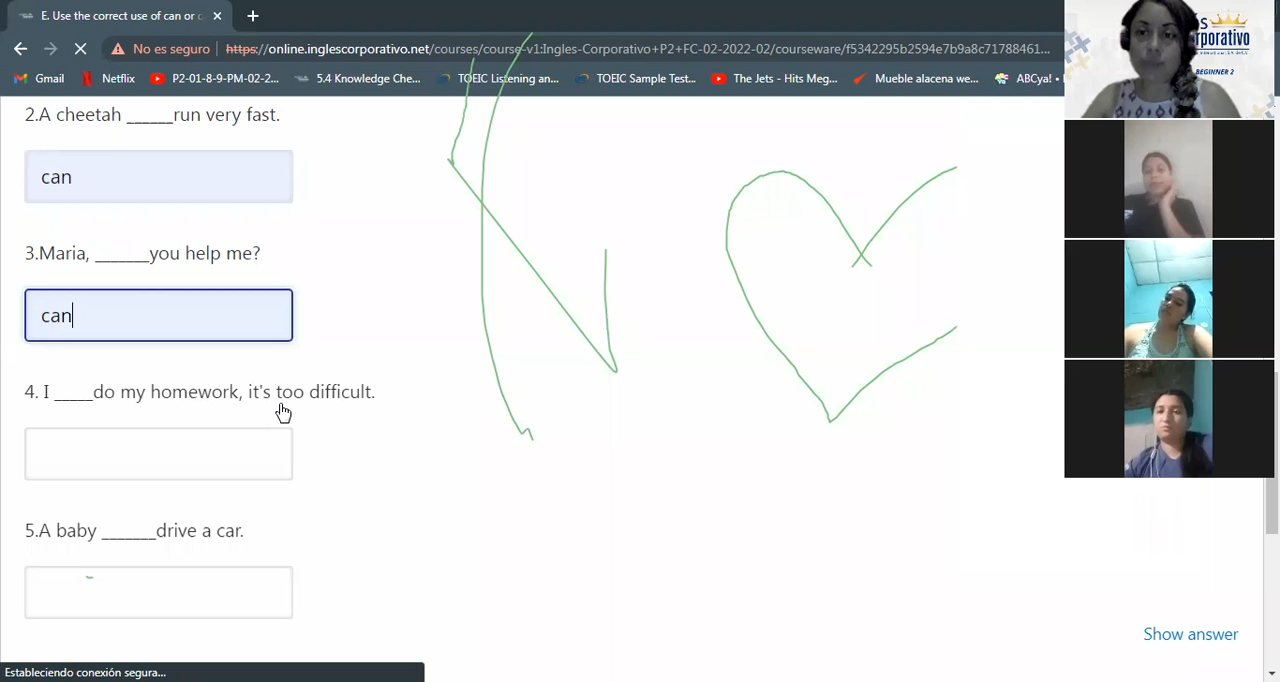 E. Use the correct use of can or c
No es seguro
https://online.inglescorporativo.net/courses/course-v1:Ingles-Corporativo+P2+FC-02-2022-02/courseware/f5342295b2594e7b9a8c71788461...
Gmail
Netflix
P2-01-8-9-PM-02-2...
5.4 Knowledge Che...
TOEIC Listening an...
TOEIC Sample Test...
The Jets - Hits Meg...
Mueble alacena we...
ABCya! •
BEGINNER 2
2.A cheetah ______run very fast.
can
3.Maria, _______you help me?
can
4. I _____do my homework, it's too difficult.
5.A baby _______drive a car.
Show answer
Estableciendo conexión segura...